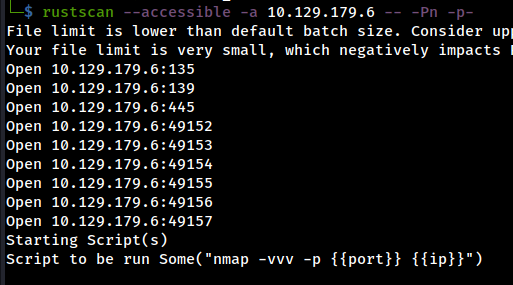 └─$ rustscan --accessible -a 10.129.179.6 -- -Pn -p-
File limit is lower than default batch size. Consider upp
Your file limit is very small, which negatively impacts
Open 10.129.179.6:135
Open 10.129.179.6:139
Open 10.129.179.6:445
Open 10.129.179.6:49152
Open 10.129.179.6:49153
Open 10.129.179.6:49154
Open 10.129.179.6:49155
Open 10.129.179.6:49156
Open 10.129.179.6:49157
Starting Script(s)
Script to be run Some("nmap -vvv -p {{port}} {{ip}}")